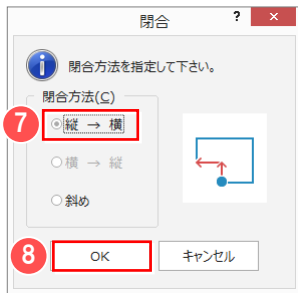 閉合
?
×
閉合方法を指定して下さい。
閉合方法(C)
7
縦 → 横
横 → 縦
斜め
8
OK
キャンセル